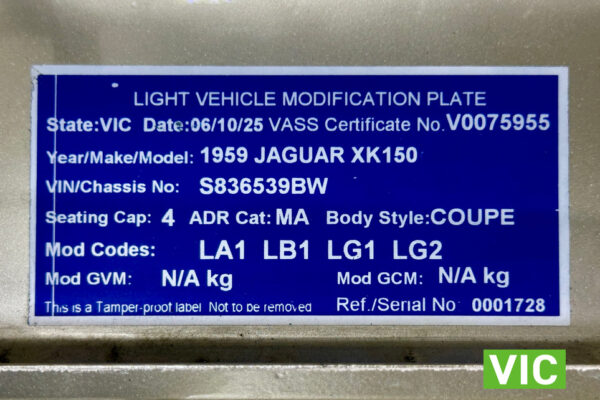 LIGHT VEHICLE MODIFICATION PLATE
State:VIC Date:06/10/25 VASS Certificate No.V0075955
Year/Make/Model: 1959 JAGUAR XK150
VIN/Chassis No: S836539BW
Seating Cap: 4 ADR Cat: MA Body Style:COUPE
Mod Codes: LA1 LB1 LG1 LG2
Mod GVM: N/A kg Mod GCM: N/A kg
This is a Tamper-proof label Not to be removed Ref./Serial No 0001728
VIC